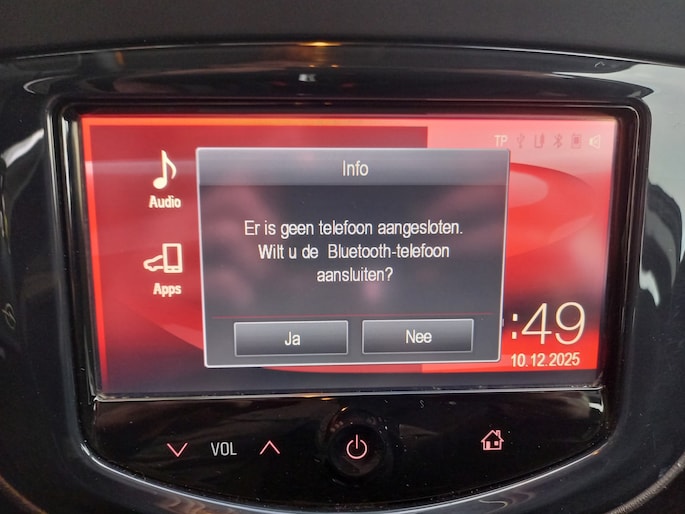 TP
Info
Audio
Er is geen telefoon aangesloten.
Wilt u de Bluetooth-telefoon
aansluiten?
Apps
Ja
Nee
:49
10.12.2025
VOL